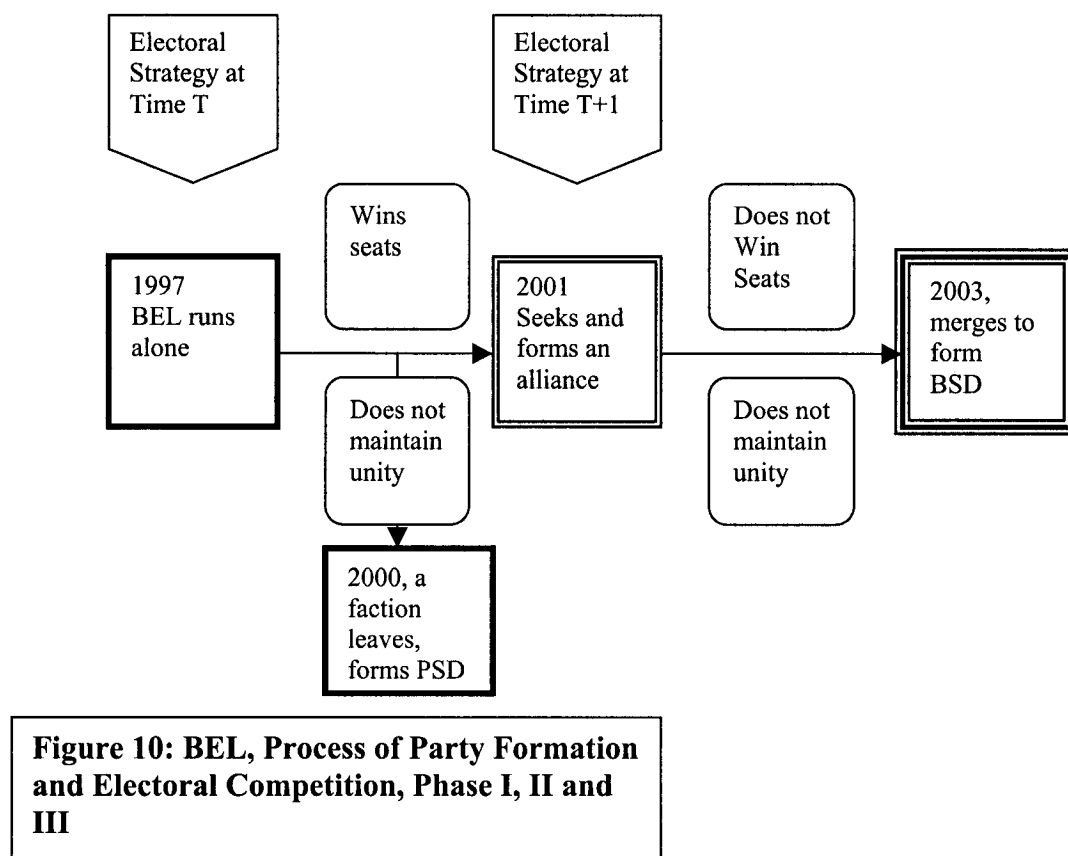 Electoral
Strategy at
Time T
Electoral
Strategy at
Time T+1
Wins
seats
Does not
Win
Seats
1997
BEL runs
alone
2001
Seeks and
forms an
alliance
2003,
merges to
form
BSD
Does not
maintain
unity
Does not
maintain
unity
2000, a
faction
leaves,
forms PSD
Figure 10: BEL, Process of Party Formation
and Electoral Competition, Phase I, II and
III